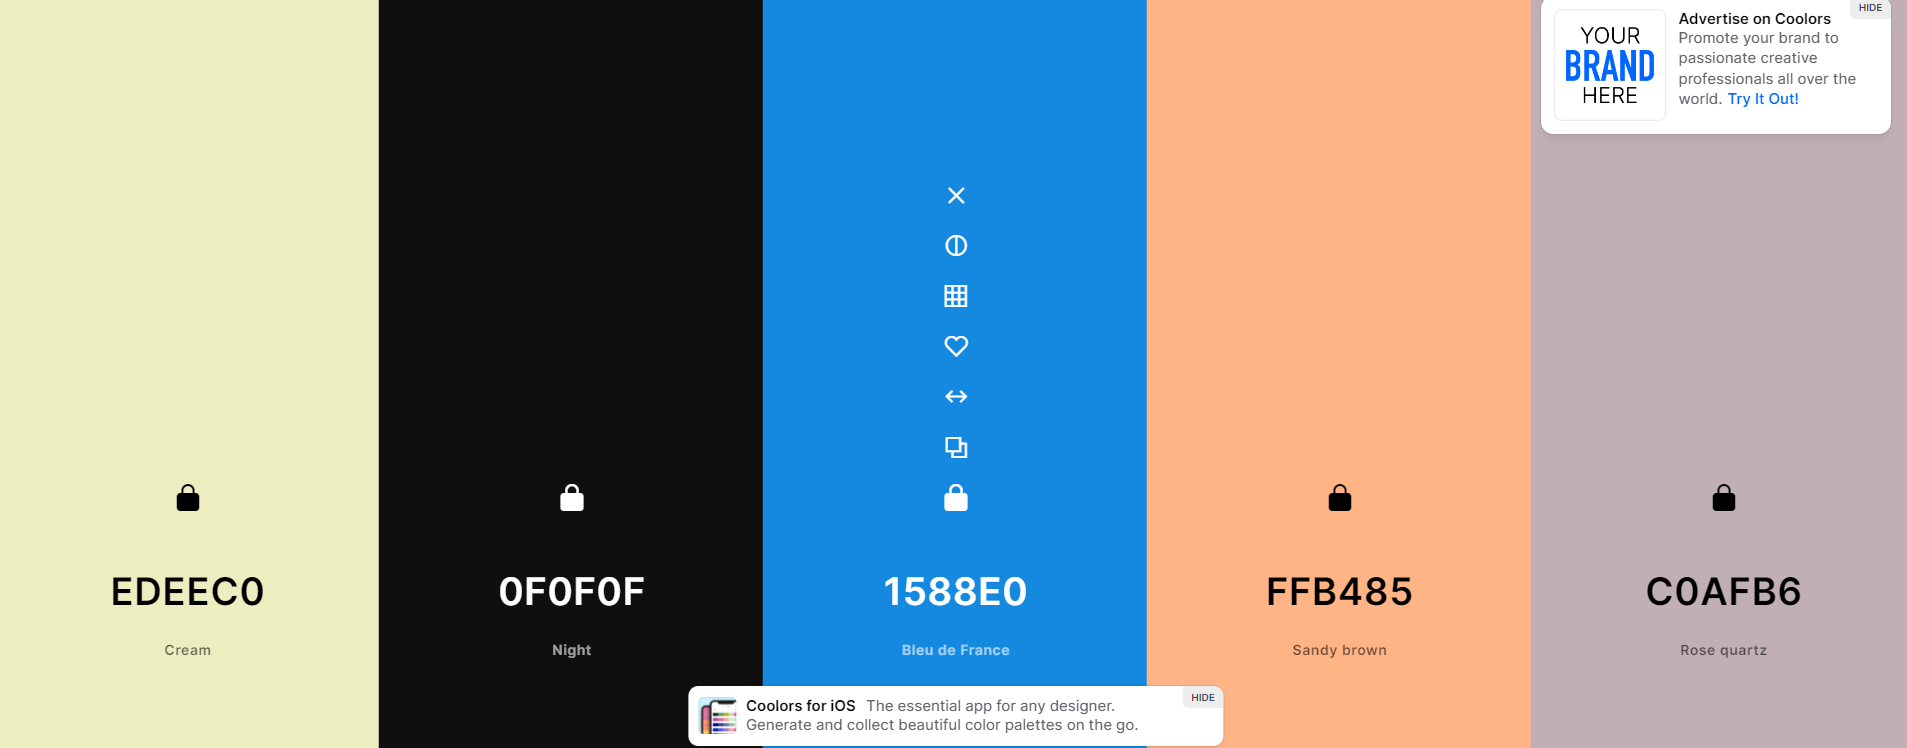 HIDE
YOUR
BRAND
HERE
Advertise on Coolors
Promote your brand to
passionate creative
professionals all over the
world. Try It Out!
EDEEC0
Cream
0F0F0F
Night
1588E0
Bleu de France
FFB485
Sandy brown
C0AFB6
Rose quartz
HIDE
Coolors for iOS The essential app for any designer.
Generate and collect beautiful color palettes on the go.